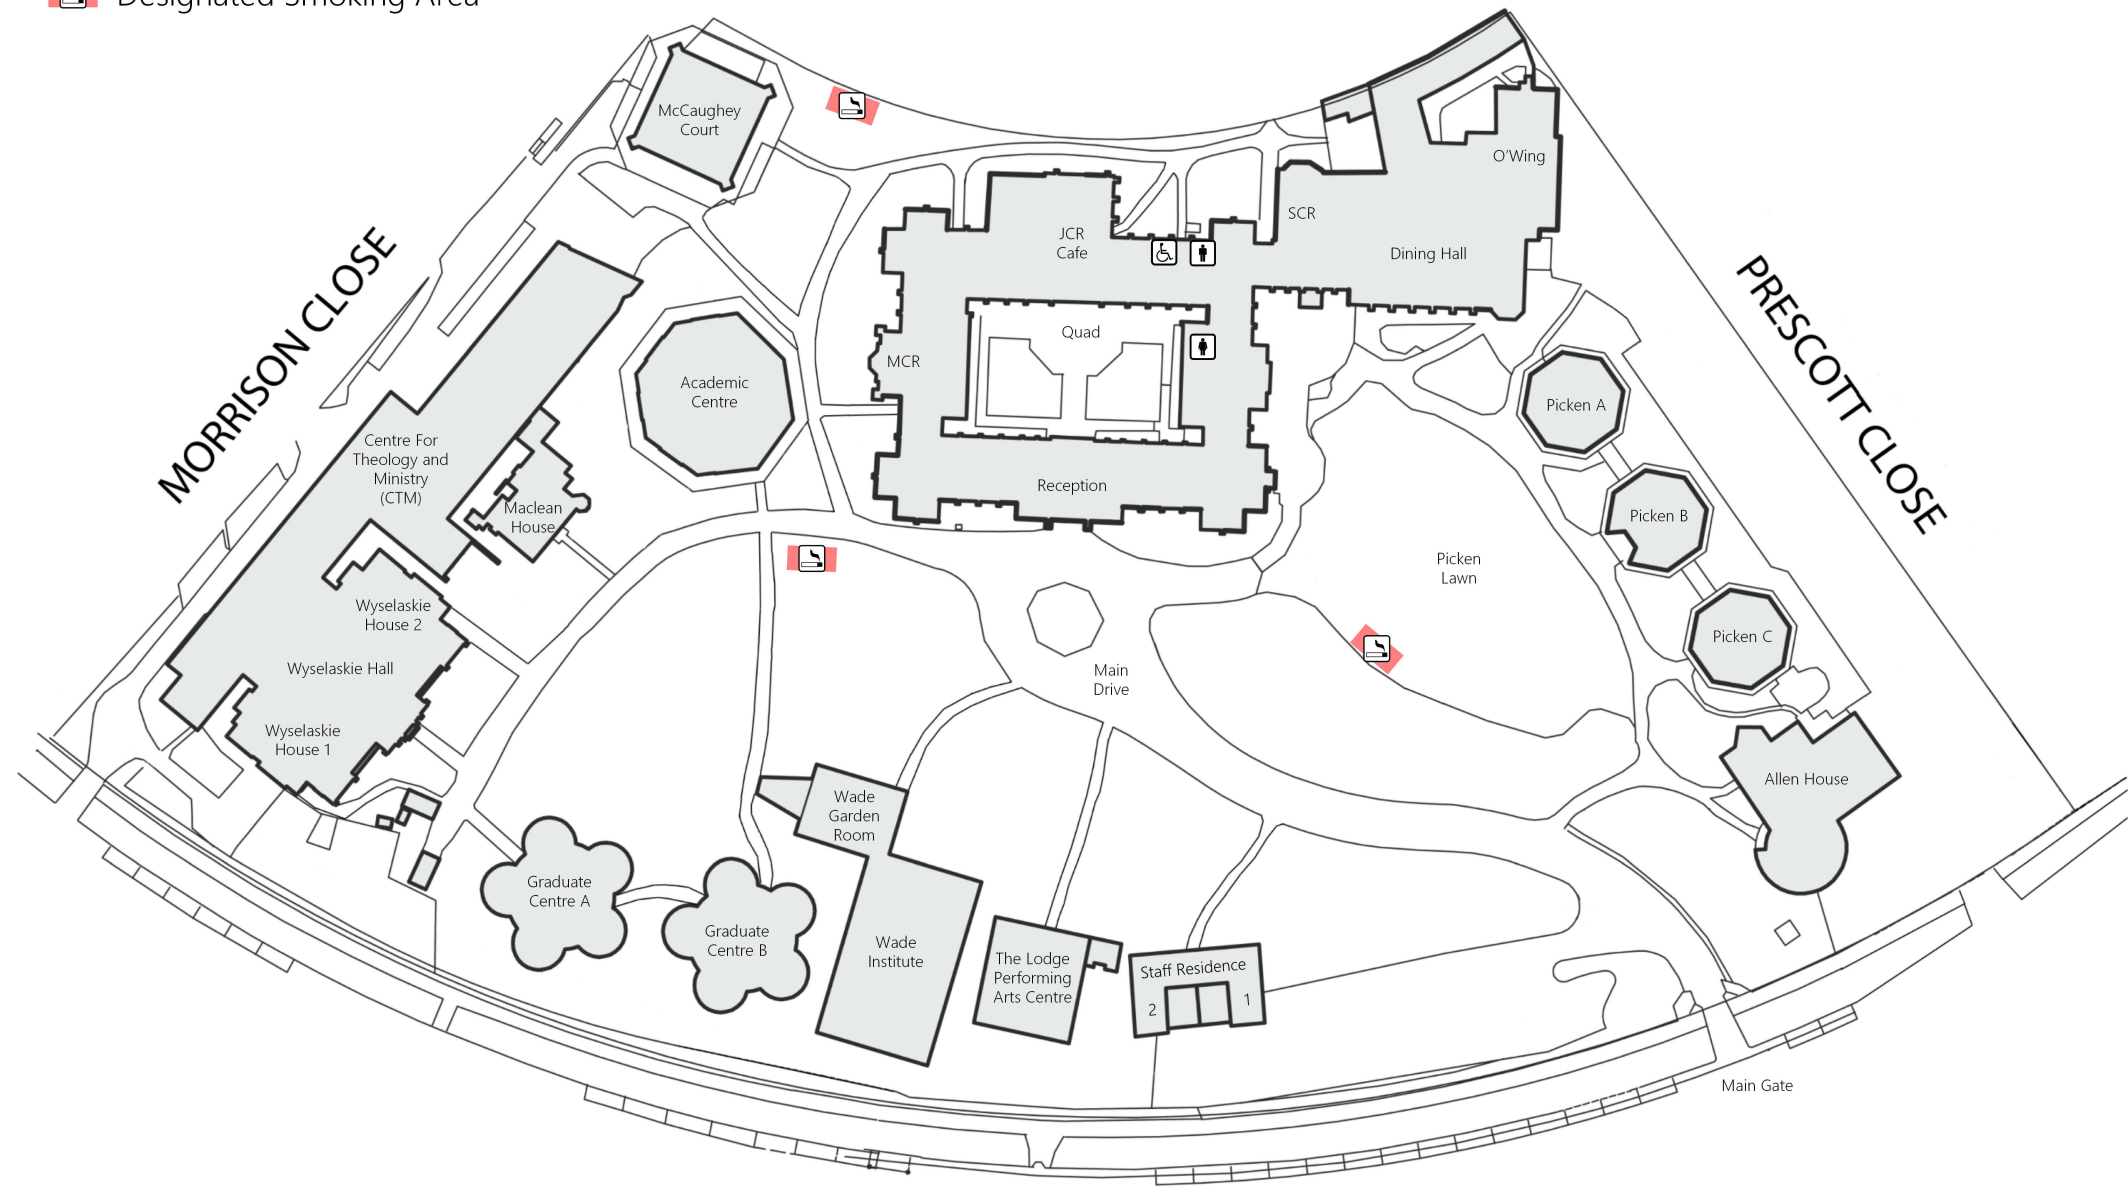 Designated Smoking Area
McCaughey
Court
O'Wing
SCR
JCR
Cafe
Dining Hall
MORRISON CLOSE
PRESCOTT CLOSE
Quad
MCR
Academic
Centre
Picken A
Centre For
Theology and
Ministry
(CTM)
Reception
Maclean
House
Picken B
Picken
Lawn
Wyselaskie
House 2
Picken C
Wyselaskie Hall
Main
Drive
Wyselaskie
House 1
Allen House
Wade
Garden
Room
Graduate
Centre A
Graduate
Centre B
Wade
Institute
The Lodge
Performing
Arts Centre
Staff Residence
2
1
Main Gate